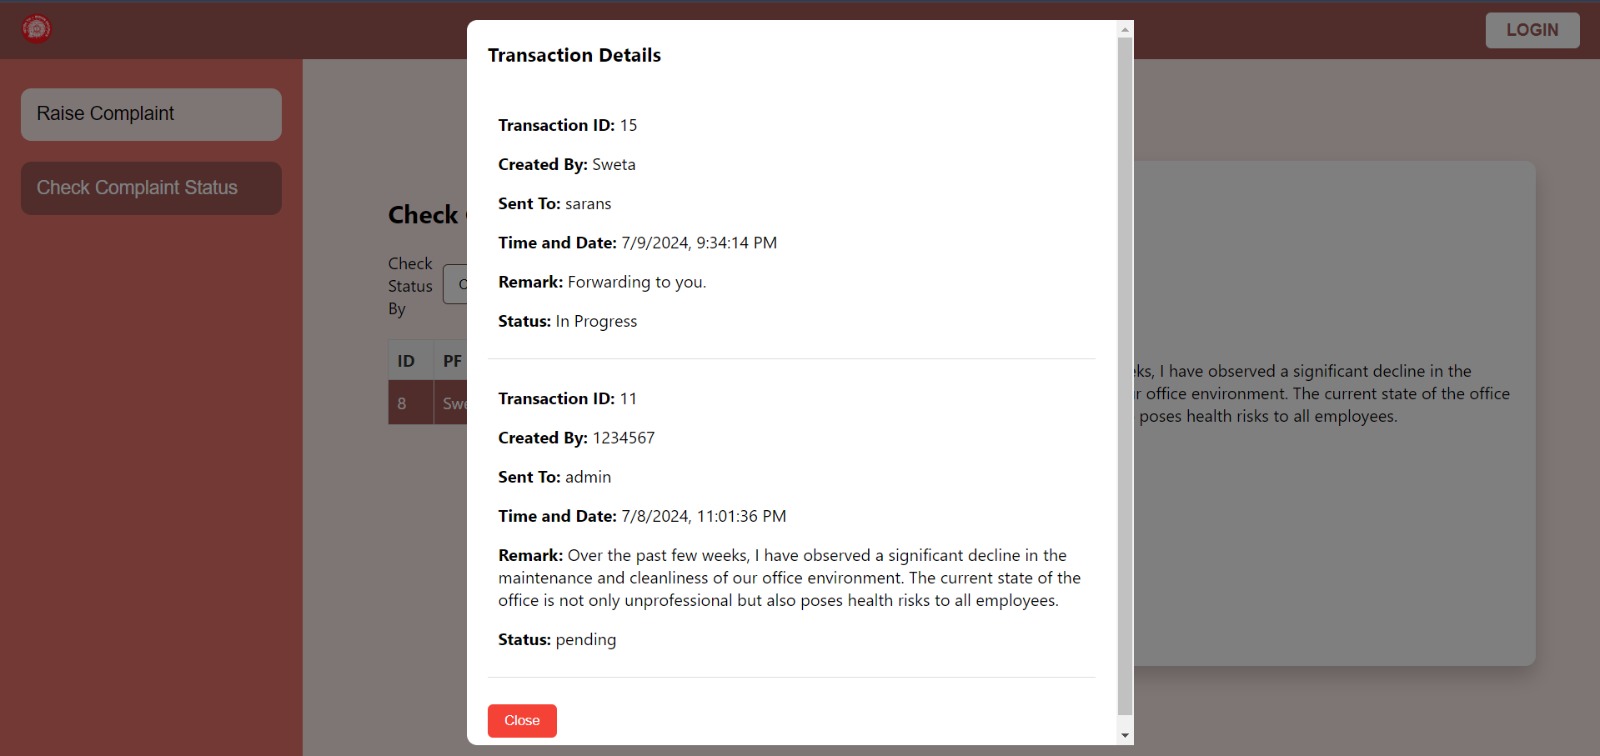 LOGIN
Raise Complaint
Check Complaint Status
Check
Check
Status
By
ID PF
8
Transaction Details
Transaction ID: 15
Created By: Sweta
Sent To: sarans
Time and Date: 7/9/2024, 9:34:14 PM
Remark: Forwarding to you.
Status: In Progress
Transaction ID: 11
Created By: 1234567
Sent To: admin
Time and Date: 7/8/2024, 11:01:36 PM
Remark: Over the past few weeks, I have observed a significant decline in the
maintenance and cleanliness of our office environment. The current state of the
office is not only unprofessional but also poses health risks to all employees.
Status: pending
Close
I have observed a significant decline in the
office environment. The current state of the office
poses health risks to all employees.